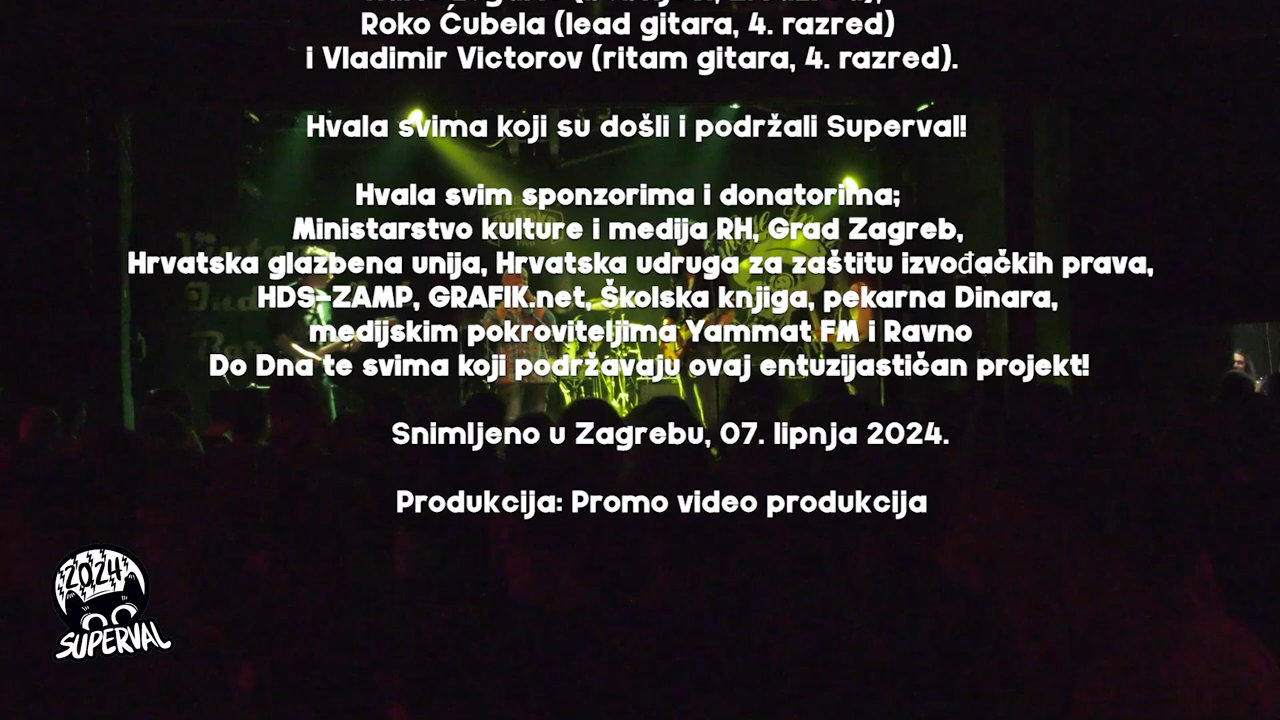 Roko Ćubela (lead gitara, 4. razred)
i Vladimir Victorov (ritam gitara, 4. razred).
Hvala svima koji su došli i podržali Superval!
Hvala svim sponzorima i donatorima;
Ministarstvo kulture i medija RH, Grad Zagreb,
Hrvatska glazbena unija, Hrvatska udruga za zaštitu izvođačkih prava,
HDS-ZAMP, GRAFIK.net, Školska knjiga, pekarna Dinara,
medijskim pokroviteljima Yammat FM i Ravno
Do Dna te svima koji podržavaju ovaj entuzijastičan projekt!
Snimljeno u Zagrebu, 07. lipnja 2024.
Produkcija: Promo video produkcija
2024
SUPERVAL